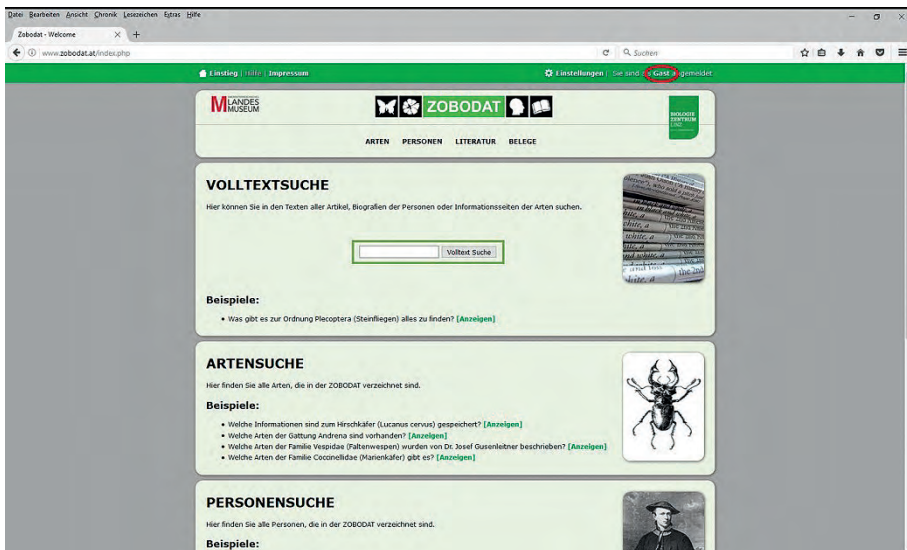 Datei Bearbeiten Ansicht Chronik Lesezeichen Extras Hilfe
Zobodat - Welcome
www.zobodat.at/index.php
Suchen
Einstieg | Hilfe | Impressum
Einstellungen | Sie sind als Gast angemeldet
LANDES
MUSEUM
ZOBODAT
BIOLOGIE
ZENTRUM
LINZ
ARTEN PERSONEN LITERATUR BELEGE
VOLLTEXTSUCHE
Hier können Sie in den Texten aller Artikel, Biografien der Personen oder Informationsseiten der Arten suchen.
Volltext Suche
Beispiele:
• Was gibt es zur Ordnung Plecoptera (Steinfliegen) alles zu finden? [Anzeigen]
ARTENSUCHE
Hier finden Sie alle Arten, die in der ZOBODAT verzeichnet sind.
Beispiele:
• Welche Informationen sind zum Hirschkäfer (Lucanus cervus) gespeichert? [Anzeigen]
• Welche Arten der Gattung Andrena sind vorhanden? [Anzeigen]
• Welche Arten der Familie Vespidae (Faltenwespen) wurden von Dr. Josef Gusenleitner beschrieben? [Anzeigen]
• Welche Arten der Familie Coccinellidae (Marienkäfer) gibt es? [Anzeigen]
PERSONENSUCHE
Hier finden Sie alle Personen, die in der ZOBODAT verzeichnet sind.
Beispiele: